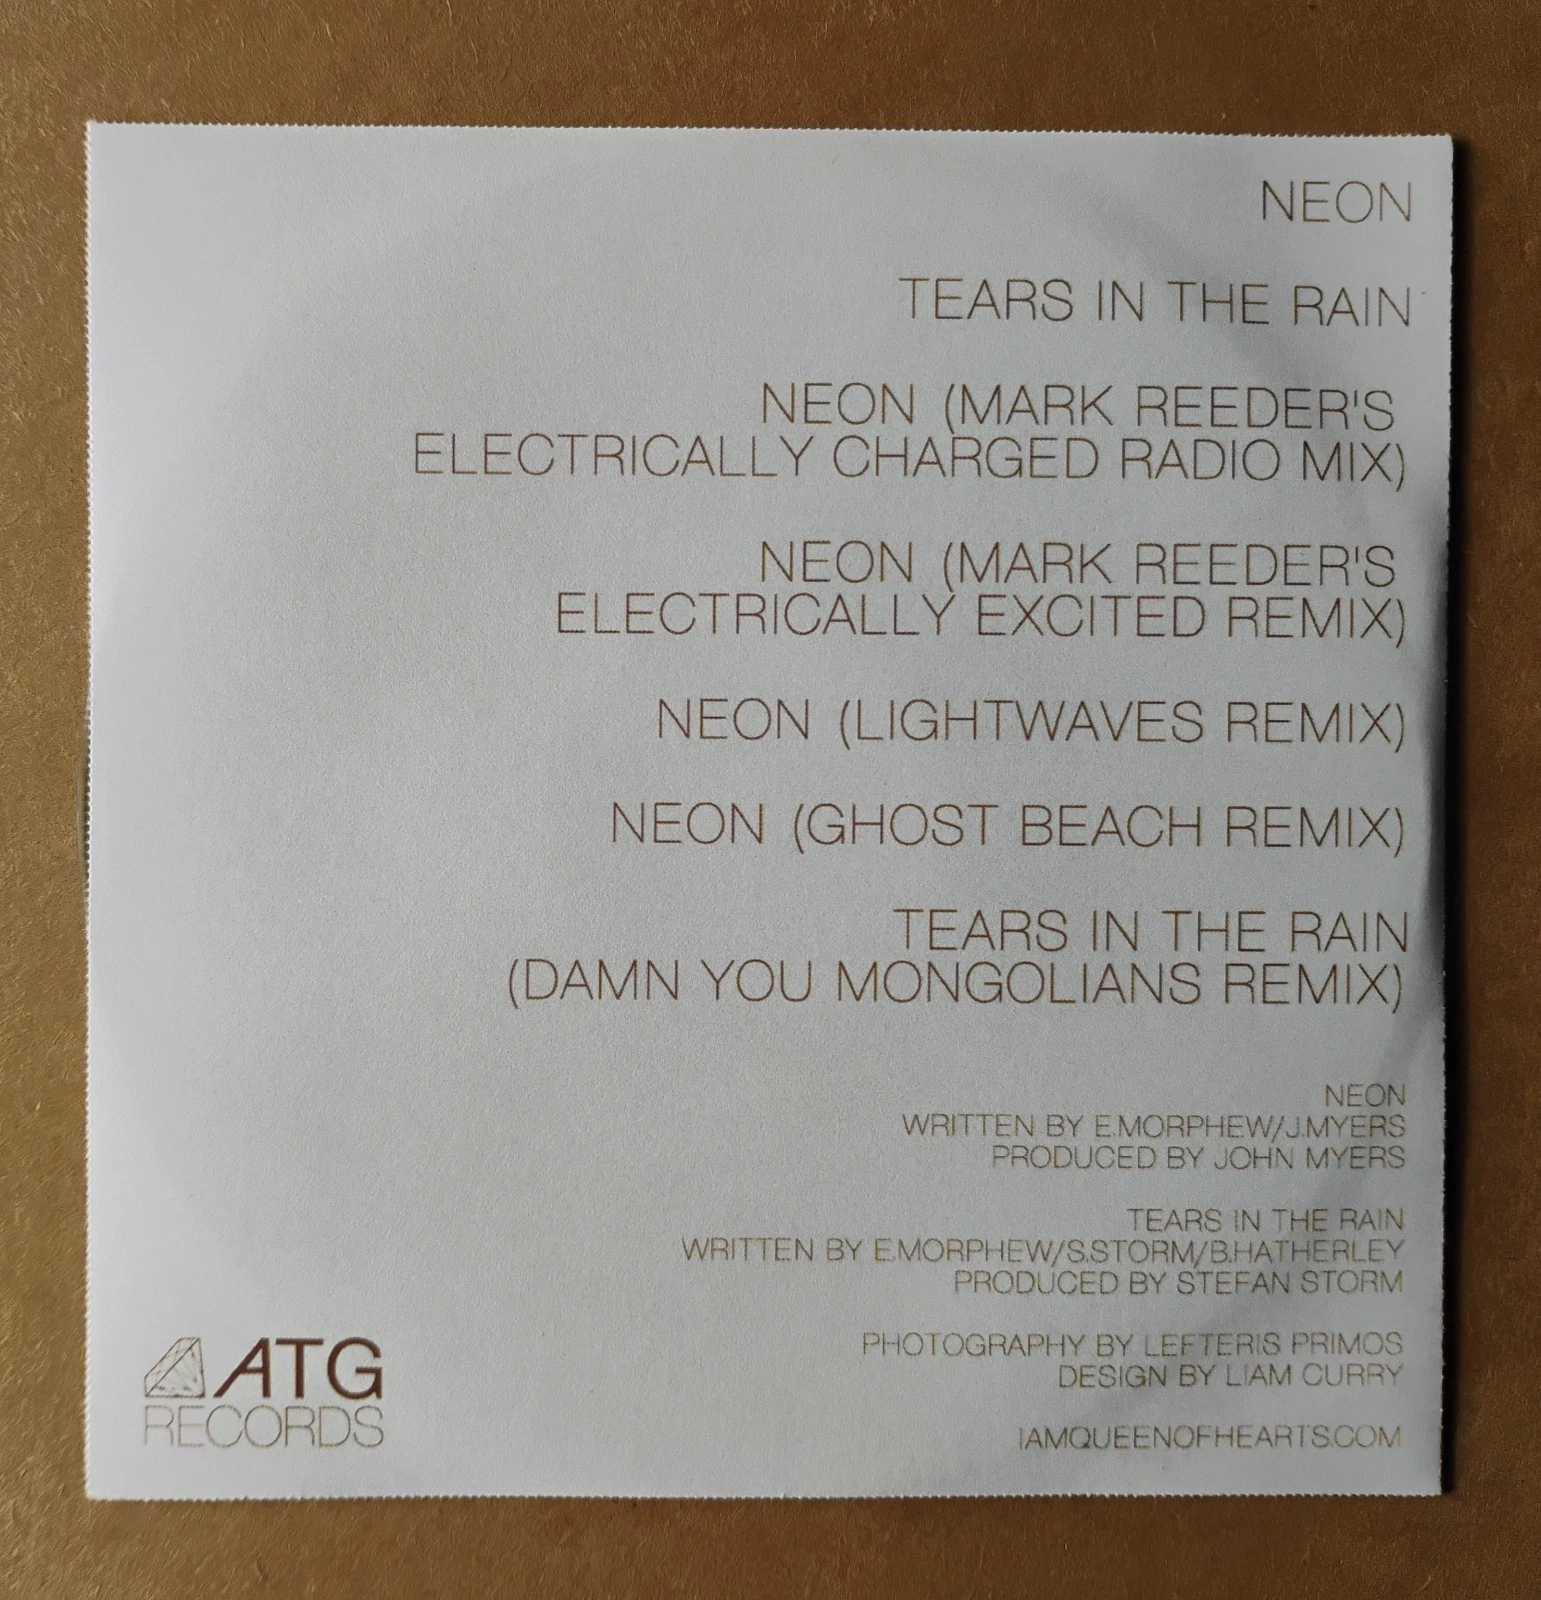 NEON
TEARS IN THE RAIN
NEON (MARK REEDER'S
ELECTRICALLY CHARGED RADIO MIX)
NEON (MARK REEDER'S
ELECTRICALLY EXCITED REMIX)
NEON (LIGHTWAVES REMIX)
NEON (GHOST BEACH REMIX)
TEARS IN THE RAIN
(DAMN YOU MONGOLIANS REMIX)
NEON
WRITTEN BY E.MORPHEW/J.MYERS
PRODUCED BY JOHN MYERS
TEARS IN THE RAIN
WRITTEN BY E.MORPHEW/S.STORM/B.HATHERLEY
PRODUCED BY STEFAN STORM
PHOTOGRAPHY BY LEFTERIS PRIMOS
DESIGN BY LIAM CURRY
IAMQUEENOFHEARTS.COM
ATG
RECORDS